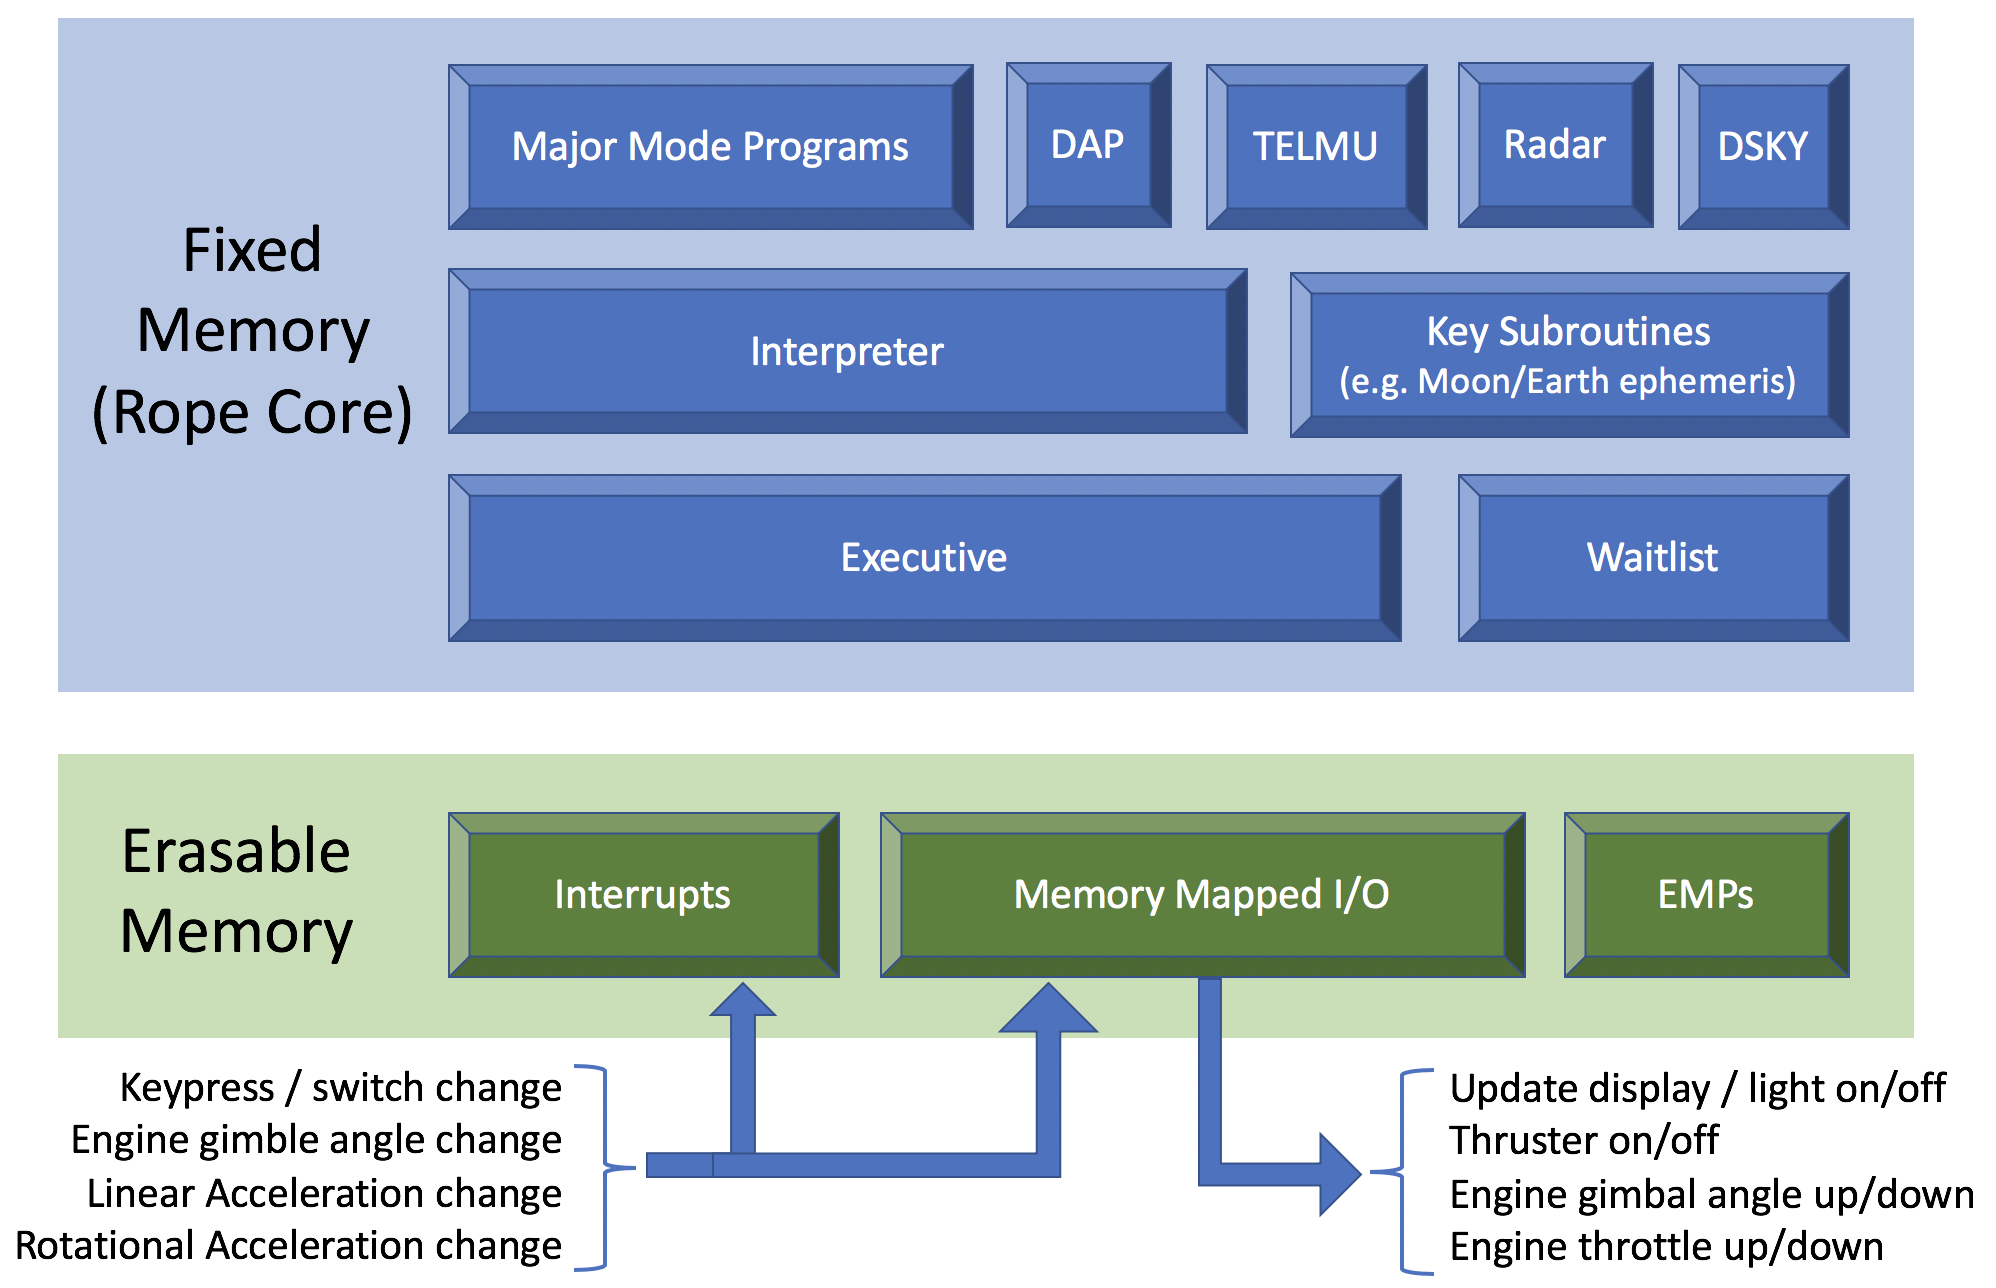 Fixed
Memory
(Rope Core)
Major Mode Programs
DAP
TELMU
Radar
DSKY
Interpreter
Key Subroutines
(e.g. Moon/Earth ephemeris)
Executive
Waitlist
Erasable
Memory
Interrupts
Memory Mapped I/O
EMPs
Keypress / switch change
Engine gimble angle change
Linear Acceleration change
Rotational Acceleration change
Update display / light on/off
Thruster on/off
Engine gimbal angle up/down
Engine throttle up/down